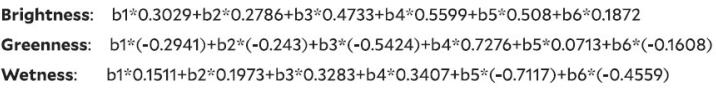 Brightness: b1*0.3029+b2*0.2786+b3*0.4733+b4*0.5599+b5*0.508+b6*0.1872
Greenness: b1*(-0.2941)+b2*(-0.243)+b3*(-0.5424)+b4*0.7276+b5*0.0713+b6*(-0.1608)
Wetness: b1*0.1511+b2*0.1973+b3*0.3283+b4*0.3407+b5*(-0.7117)+b6*(-0.4559)